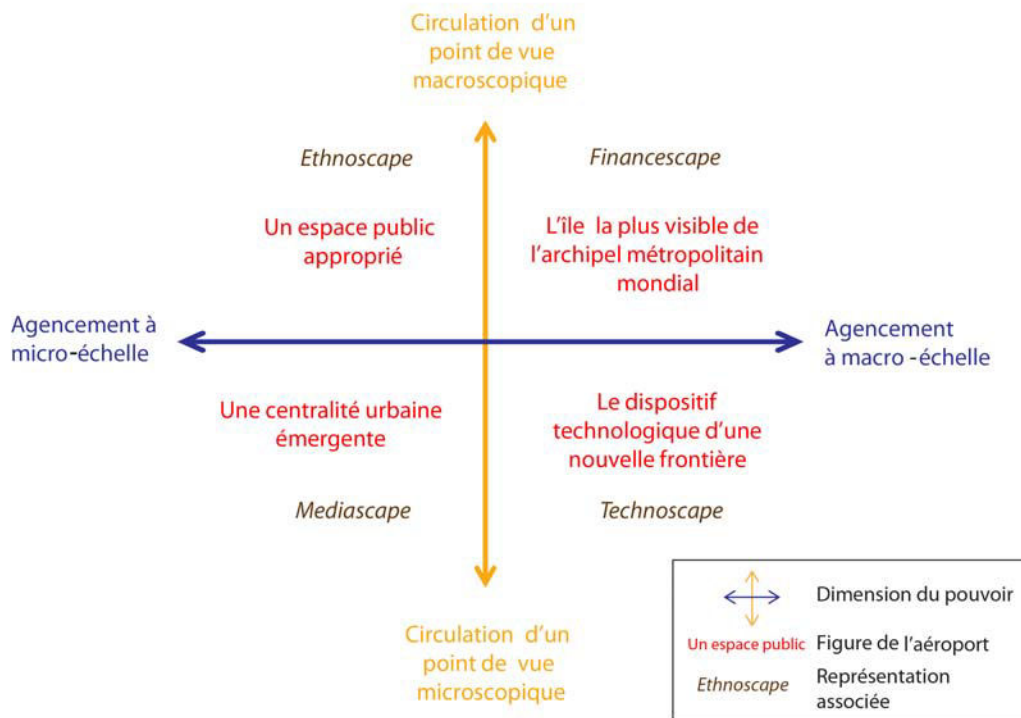 Circulation d'un
point de vue
macroscopique
Ethnoscape
Financescape
Un espace public
approprié
L'île la plus visible de
l'archipel métropolitain
mondial
Agencement à
micro-échelle
Agencement
à macro-échelle
Une centralité urbaine
émergente
Le dispositif
technologique d'une
nouvelle frontière
Mediascape
Technoscape
Circulation d'un
point de vue
microscopique
Dimension du pouvoir
Un espace public
Figure de l'aéroport
Ethnoscape
Représentation
associée